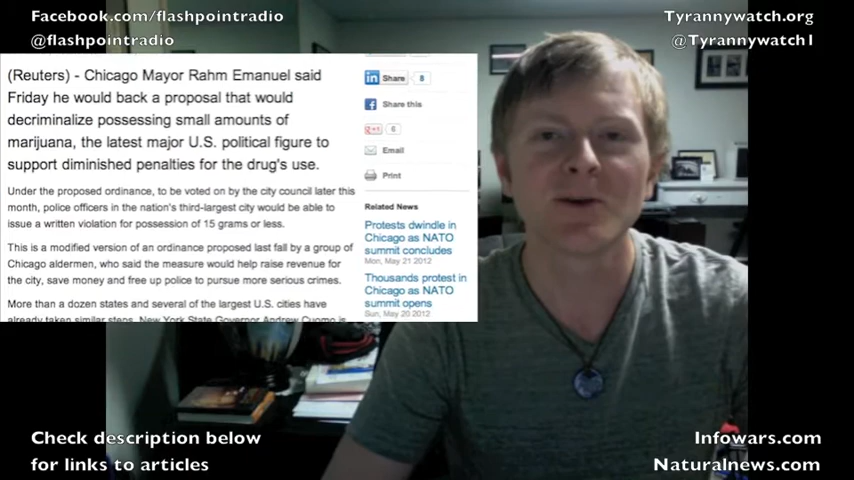 Facebook.com/flashpointradio
@flashpointradio
Tyrannywatch.org
@Tyrannywatch1
(Reuters) - Chicago Mayor Rahm Emanuel said
Friday he would back a proposal that would
decriminalize possessing small amounts of
marijuana, the latest major U.S. political figure to
support diminished penalties for the drug's use.
Under the proposed ordinance, to be voted on by the city council later this
month, police officers in the nation's third-largest city would be able to
issue a written violation for possession of 15 grams or less.
This is a modified version of an ordinance proposed last fall by a group of
Chicago aldermen, who said the measure would help raise revenue for
the city, save money and free up police to pursue more serious crimes.
More than a dozen states and several of the largest U.S. cities have
already taken similar steps. New York State Governor Andrew Cuomo is
in Share 8
Share this
g +1 6
Email
Print
Related News
Protests dwindle in
Chicago as NATO
summit concludes
Mon, May 21 2012
Thousands protest in
Chicago as NATO
summit opens
Sun, May 20 2012
Check description below
for links to articles
Infowars.com
Naturalnews.com